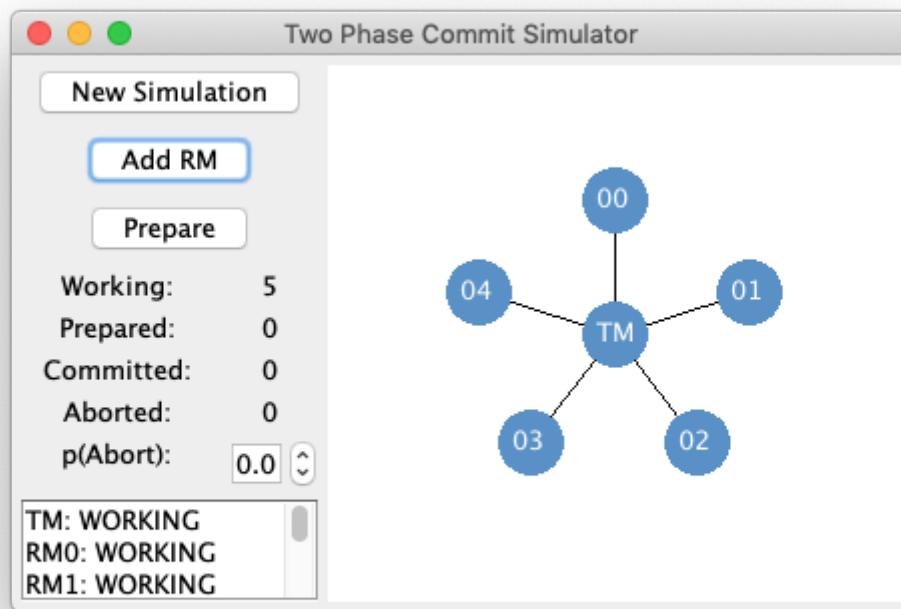 Two Phase Commit Simulator
New Simulation
Add RM
Prepare
Working: 5
Prepared: 0
Committed: 0
Aborted: 0
p(Abort): 0.0
TM: WORKING
RM0: WORKING
RM1: WORKING
00
04
01
TM
03
02